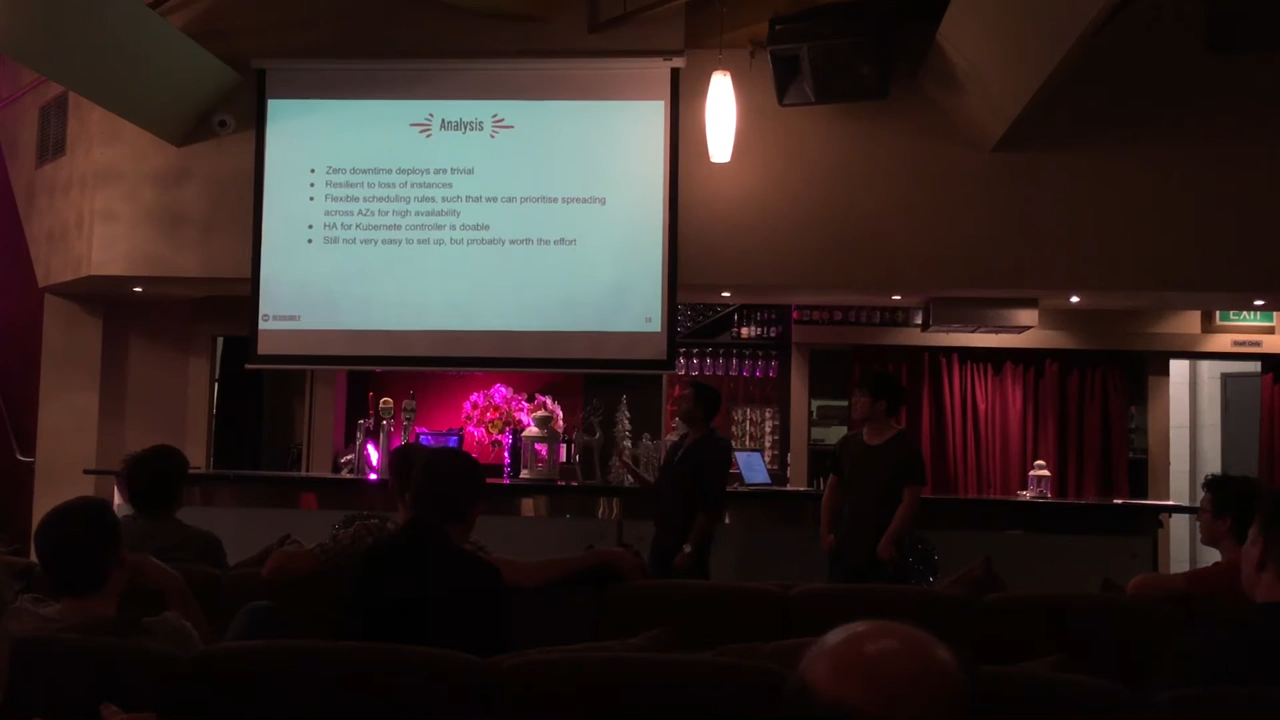 Analysis
● Zero downtime deploys are trivial
● Resilient to loss of instances
● Flexible scheduling rules, such that we can prioritise spreading
across AZs for high availability
● HA for Kubernete controller is doable
● Still not very easy to set up, but probably worth the effort
EXIT
Staff Only